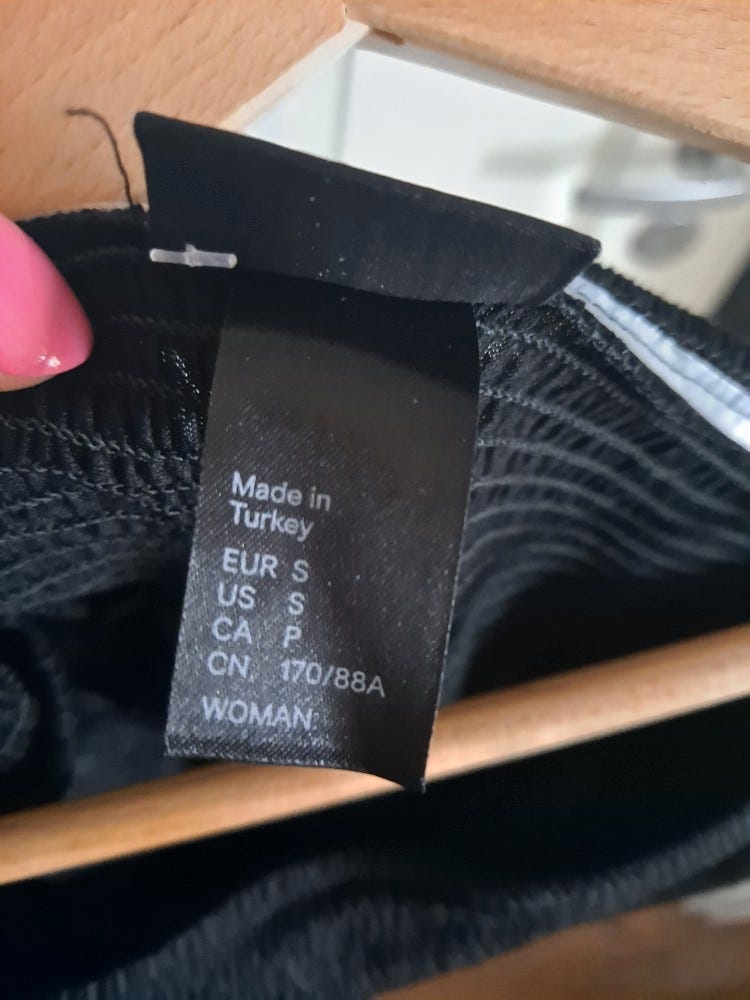 Made in
Turkey
EUR S
US S
CA P
CN. 170/88A
WOMAN